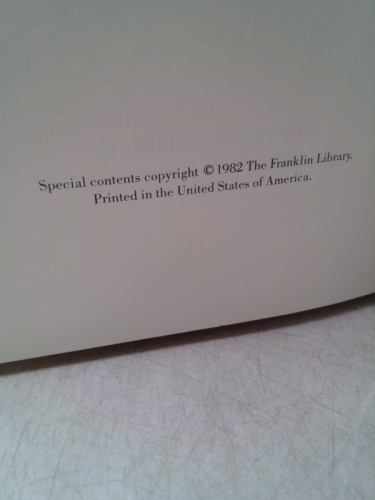 Special contents copyright © 1982 The Franklin Library.
Printed in the United States of America.